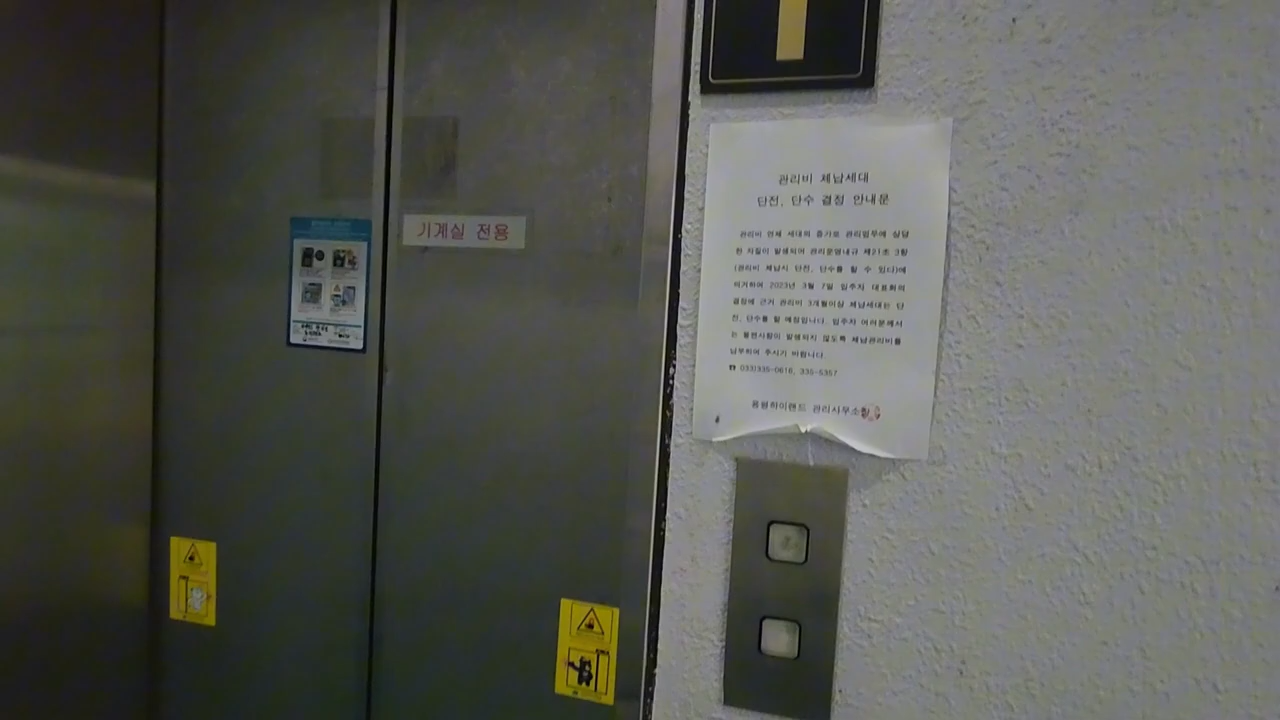 기계실 전용
관리비 체납세대
단전, 단수 결정 안내문
관리비 연체 세대의 증가로 관리업무에 상당
한 차질이 발생되어 관리운영내규 제21조 3항
(관리비 체납시 단전, 단수를 할 수 있다)에
의거하여 2023년 3월 7일 입주자 대표회의
결정에 근거 관리비 3개월이상 체납세대는 단
전, 단수를 할 예정입니다. 입주자 여러분께서
는 불편사항이 발생되지 않도록 체납관리비를
납부하여 주시기 바랍니다.
☎ 033)335-0616, 335-5357
관리사무소